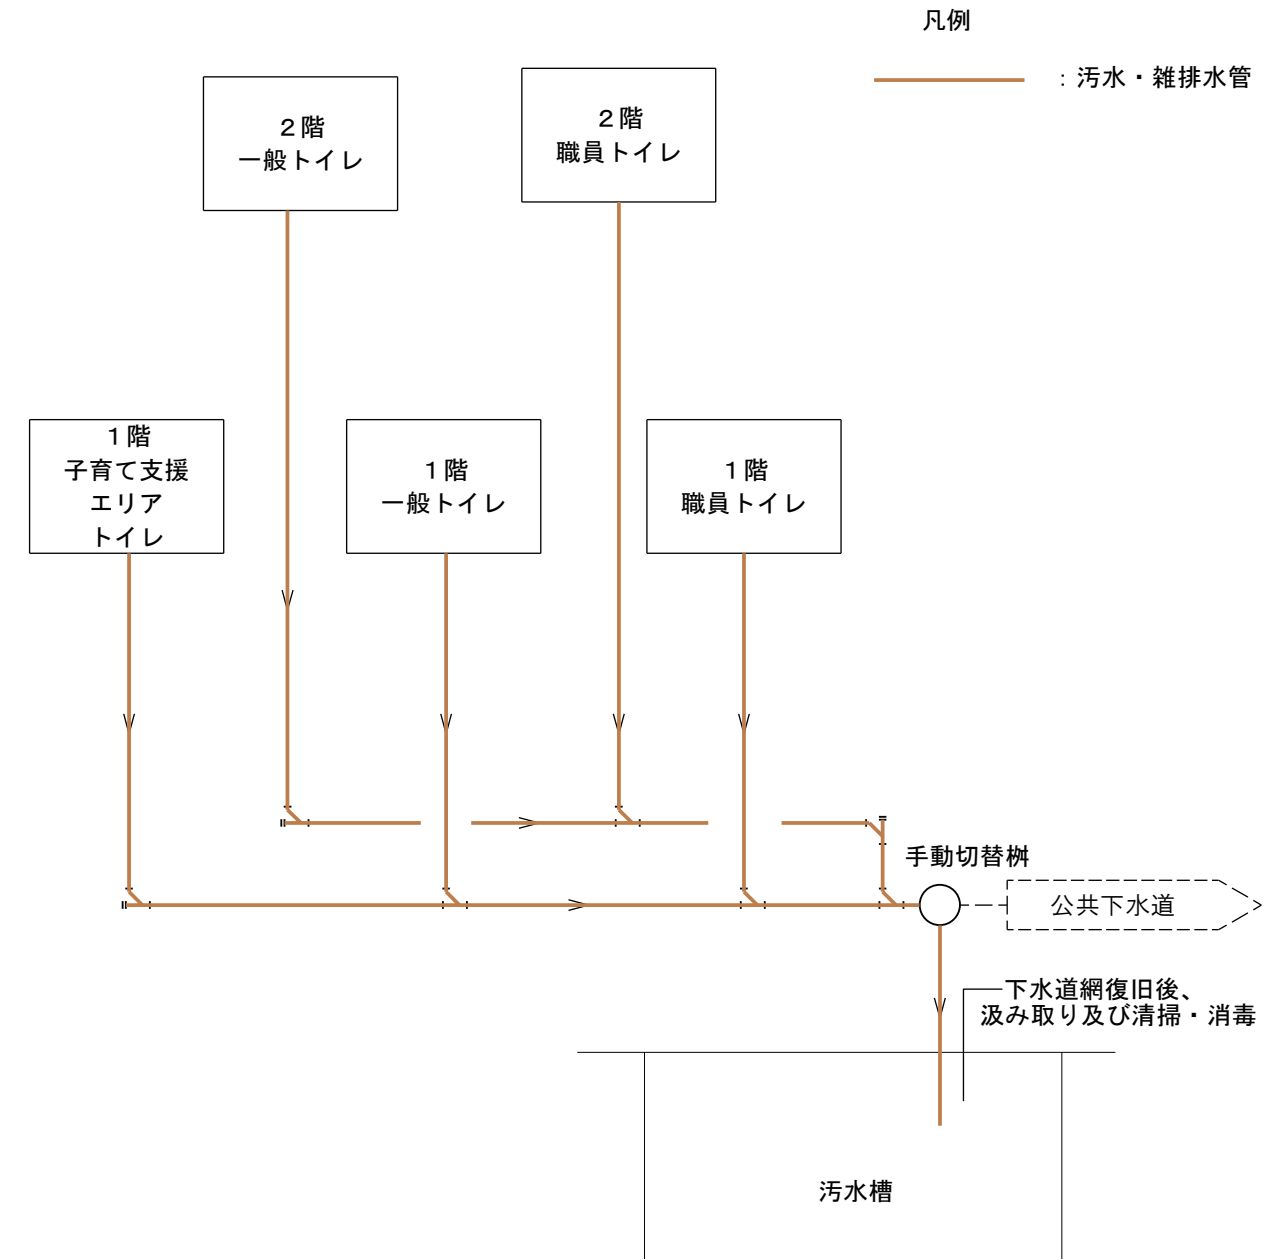 凡例
：汚水・雑排水管
２階
一般トイレ
２階
職員トイレ
１階
子育て支援
エリア
トイレ
１階
一般トイレ
１階
職員トイレ
手動切替桝
公共下水道
下水道網復旧後、
汲み取り及び清掃・消毒
汚水槽